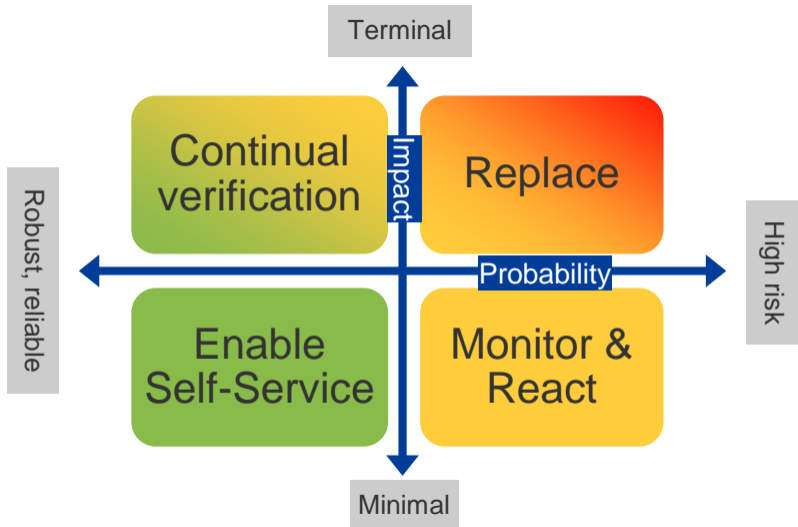 Terminal
Continual
verification
Impact
Replace
Robust, reliable
Probability
High risk
Enable
Self-Service
Monitor &
React
Minimal